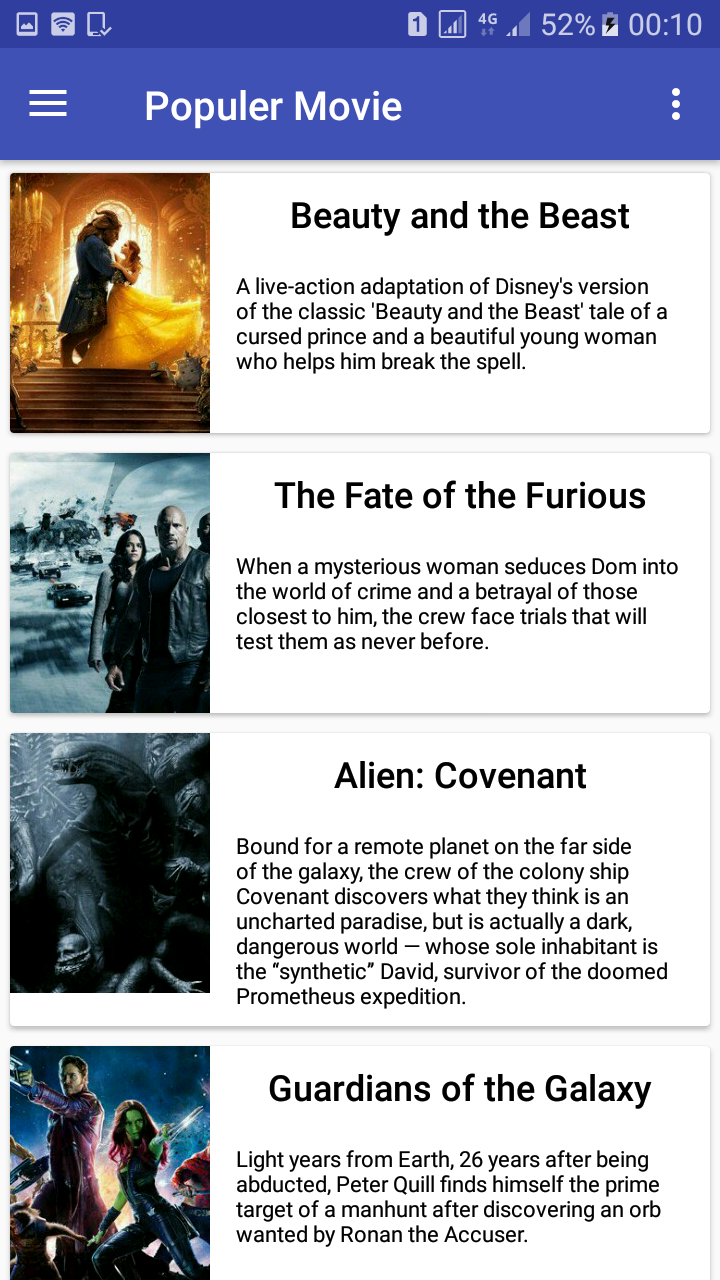 1 4G 52% 00:10
Populer Movie
Beauty and the Beast
A live-action adaptation of Disney's version
of the classic 'Beauty and the Beast' tale of a
cursed prince and a beautiful young woman
who helps him break the spell.
The Fate of the Furious
When a mysterious woman seduces Dom into
the world of crime and a betrayal of those
closest to him, the crew face trials that will
test them as never before.
Alien: Covenant
Bound for a remote planet on the far side
of the galaxy, the crew of the colony ship
Covenant discovers what they think is an
uncharted paradise, but is actually a dark,
dangerous world — whose sole inhabitant is
the “synthetic” David, survivor of the doomed
Prometheus expedition.
Guardians of the Galaxy
Light years from Earth, 26 years after being
abducted, Peter Quill finds himself the prime
target of a manhunt after discovering an orb
wanted by Ronan the Accuser.